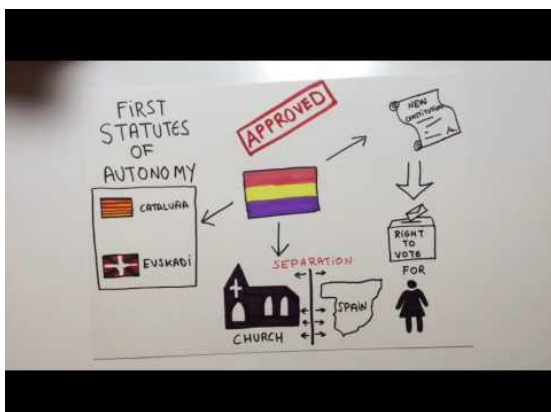 FIRST
STATUTES
OF
AUTONOMY
CATALUÑA
EUSKADI
APPROVED
NEW
CONSTITUTION
RIGHT
TO
VOTE
FOR
SEPARATION
CHURCH
SPAIN